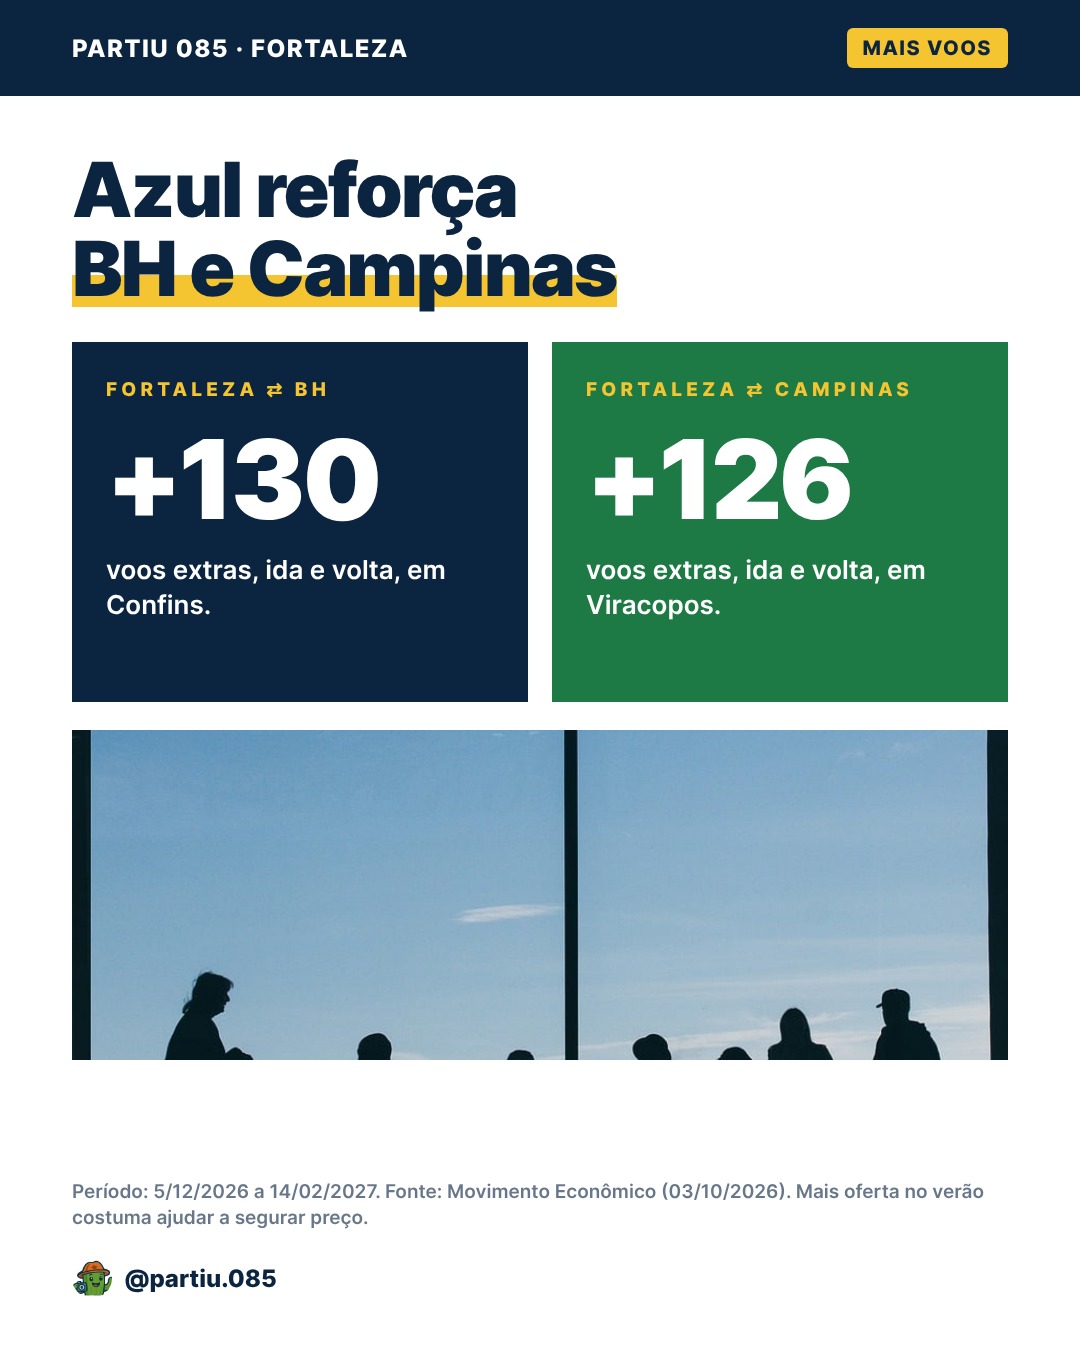 PARTIU 085 · FORTALEZA
MAIS VOOS
Azul reforça
BH e Campinas
FORTALEZA ⇄ BH
+130
voos extras, ida e volta, em
Confins.
FORTALEZA ⇄ CAMPINAS
+126
voos extras, ida e volta, em
Viracopos.
Período: 5/12/2026 a 14/02/2027. Fonte: Movimento Econômico (03/10/2026). Mais oferta no verão
costuma ajudar a segurar preço.
@partiu.085